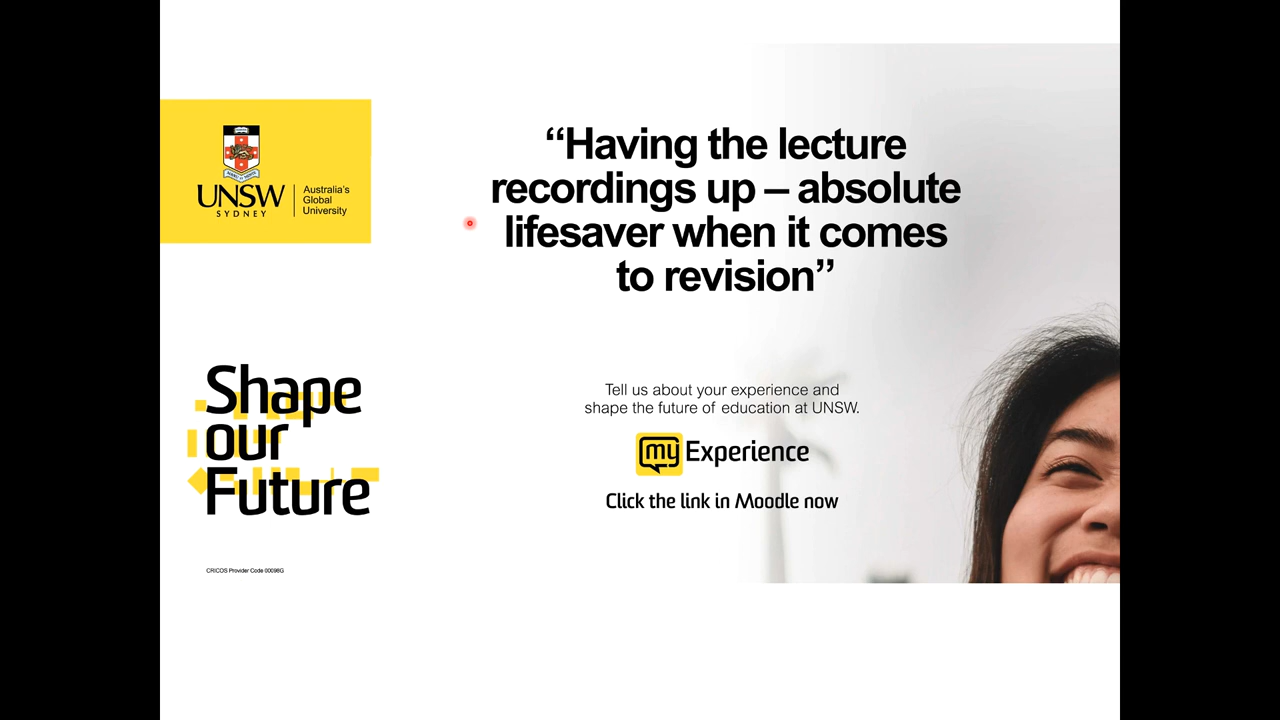 UNSW
SYDNEY
Australia's
Global
University
“Having the lecture
recordings up – absolute
lifesaver when it comes
to revision”
Shape
our
Future
Tell us about your experience and
shape the future of education at UNSW.
my Experience
Click the link in Moodle now
CRICOS Provider Code 00098G